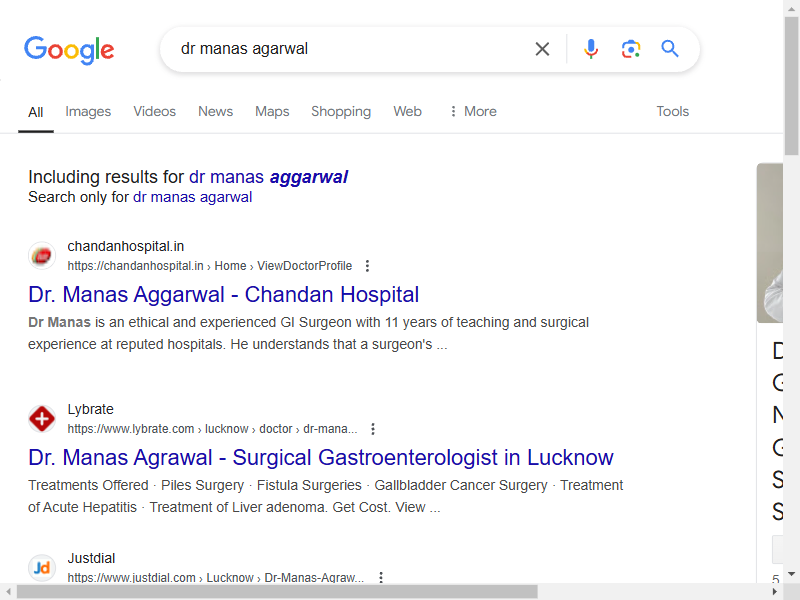 Google
dr manas agarwal
All Images Videos News Maps Shopping Web More Tools
Including results for dr manas aggarwal
Search only for dr manas agarwal
chandanhospital.in
https://chandanhospital.in › Home › ViewDoctorProfile
Dr. Manas Aggarwal - Chandan Hospital
Dr Manas is an ethical and experienced GI Surgeon with 11 years of teaching and surgical
experience at reputed hospitals. He understands that a surgeon's ...
Lybrate
https://www.lybrate.com › lucknow › doctor › dr-mana...
Dr. Manas Agrawal - Surgical Gastroenterologist in Lucknow
Treatments Offered · Piles Surgery · Fistula Surgeries · Gallbladder Cancer Surgery · Treatment
of Acute Hepatitis · Treatment of Liver adenoma. Get Cost. View ...
Jd
Justdial
https://www.justdial.com › Lucknow › Dr-Manas-Agraw...